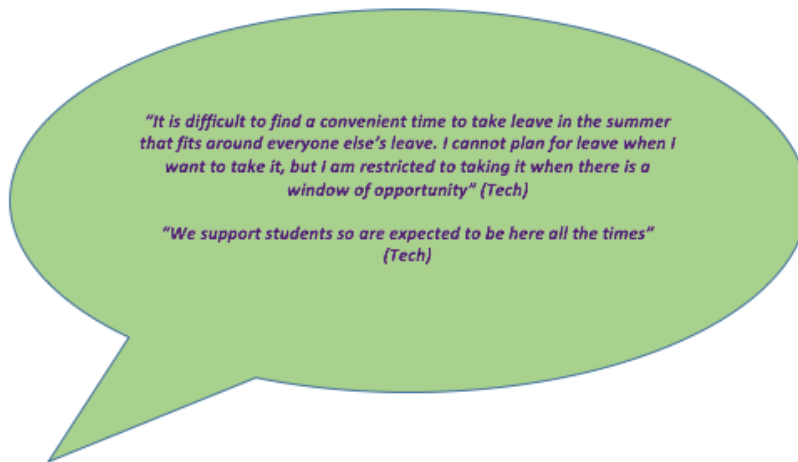 “It is difficult to find a convenient time to take leave in the summer
that fits around everyone else’s leave. I cannot plan for leave when I
want to take it, but I am restricted to taking it when there is a
window of opportunity” (Tech)
“We support students so are expected to be here all the times”
(Tech)